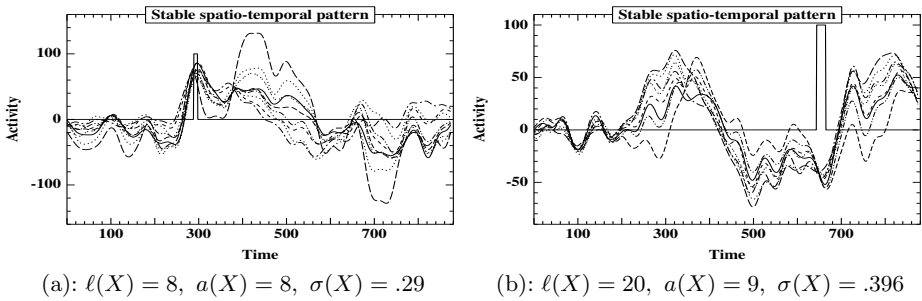 Stable spatio-temporal pattern
100
0
-100
Activity
100 300 500 700
Time
(a): ℓ(X) = 8, a(X) = 8, σ(X) = .29
Stable spatio-temporal pattern
100
50
0
-50
Activity
100 300 500 700
Time
(b): ℓ(X) = 20, a(X) = 9, σ(X) = .396